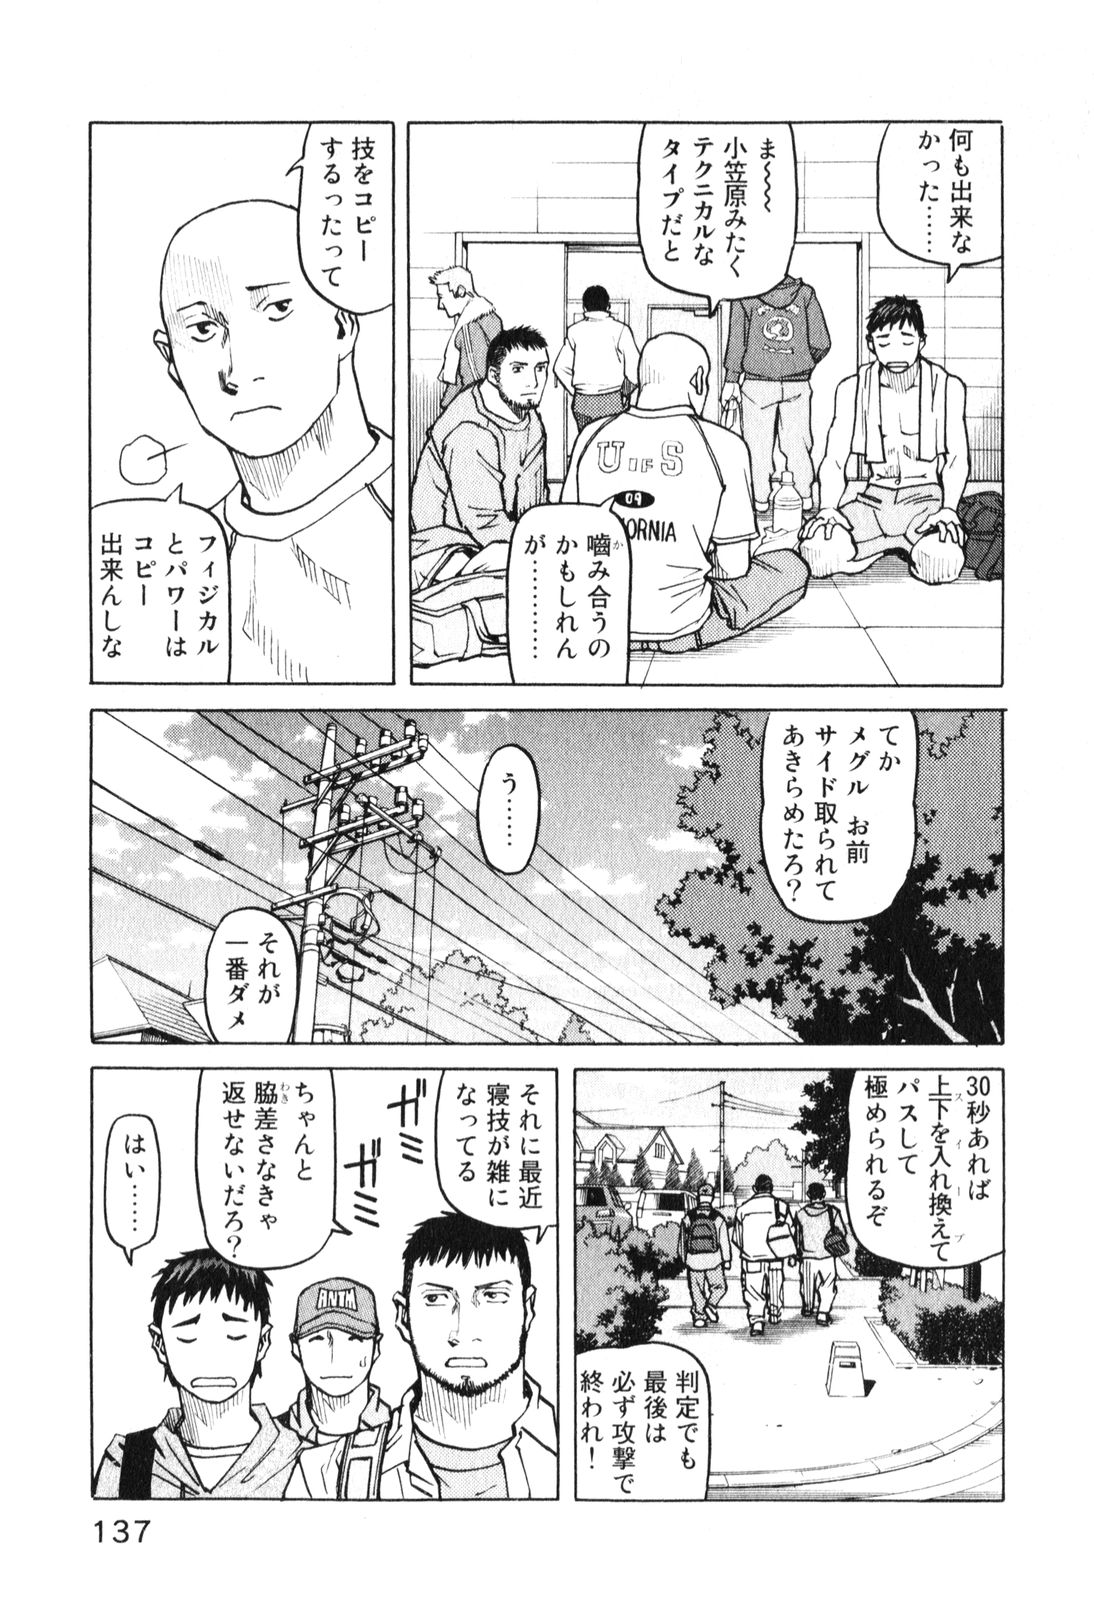 何も出来な
かった……
ま～～～
小笠原みたく
テクニカルな
タイプだと
UIFS
09
ORNIA
噛み合うの
かもしれん
が…………
技をコピー
するったって
フィジカル
とパワーは
コピー
出来んしな
てか
メグル お前
サイド取られて
あきらめたろ？
う……
それが
一番ダメ
30秒あれば
上下を入れ換えて
パスして
極められるぞ
判定でも
最後は
必ず攻撃で
終われ！
それに最近
寝技が雑に
なってる
ガミ
ガミ
ちゃんと
脇差さなきゃ
返せないだろ？
はい……
ANTM
137